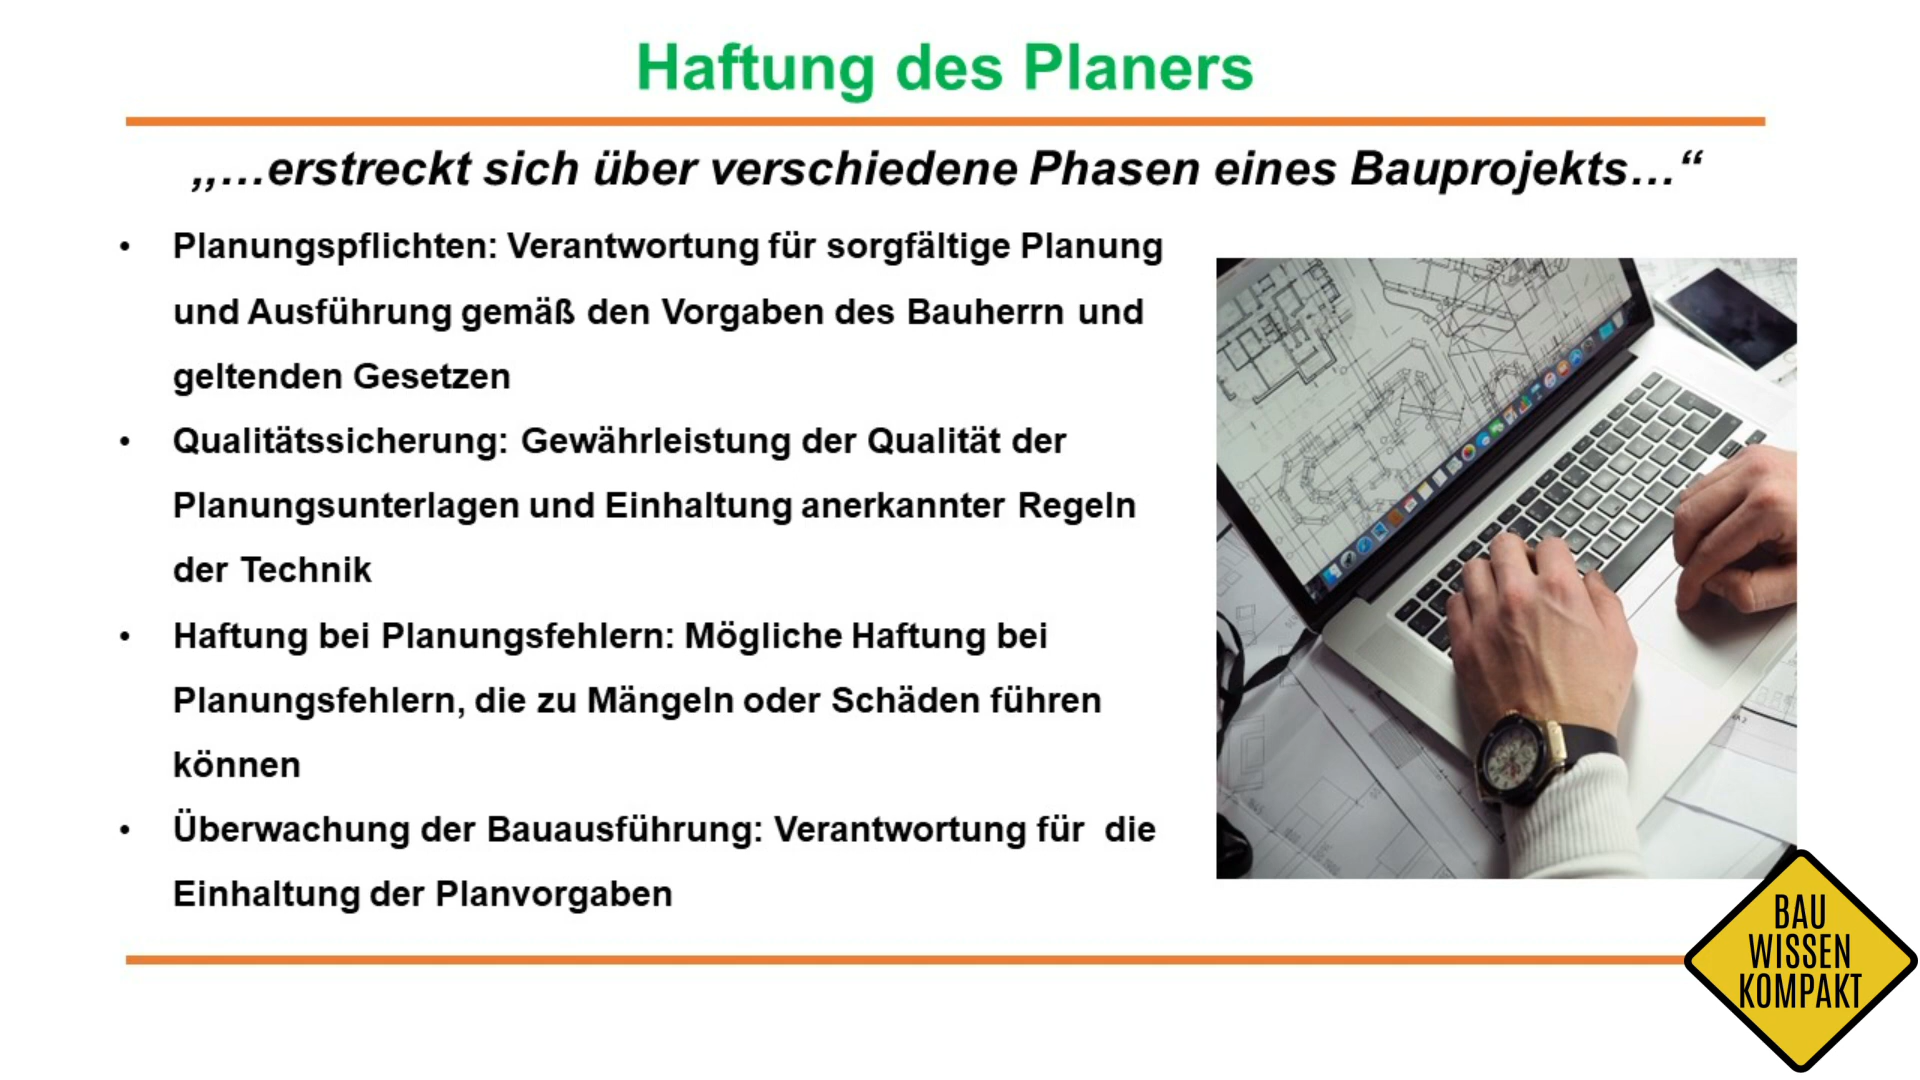 Haftung des Planers
„…erstreckt sich über verschiedene Phasen eines Bauprojekts…“
• Planungspflichten: Verantwortung für sorgfältige Planung
und Ausführung gemäß den Vorgaben des Bauherrn und
geltenden Gesetzen
• Qualitätssicherung: Gewährleistung der Qualität der
Planungsunterlagen und Einhaltung anerkannter Regeln
der Technik
• Haftung bei Planungsfehlern: Mögliche Haftung bei
Planungsfehlern, die zu Mängeln oder Schäden führen
können
• Überwachung der Bauausführung: Verantwortung für die
Einhaltung der Planvorgaben
BAU
WISSEN
KOMPAKT